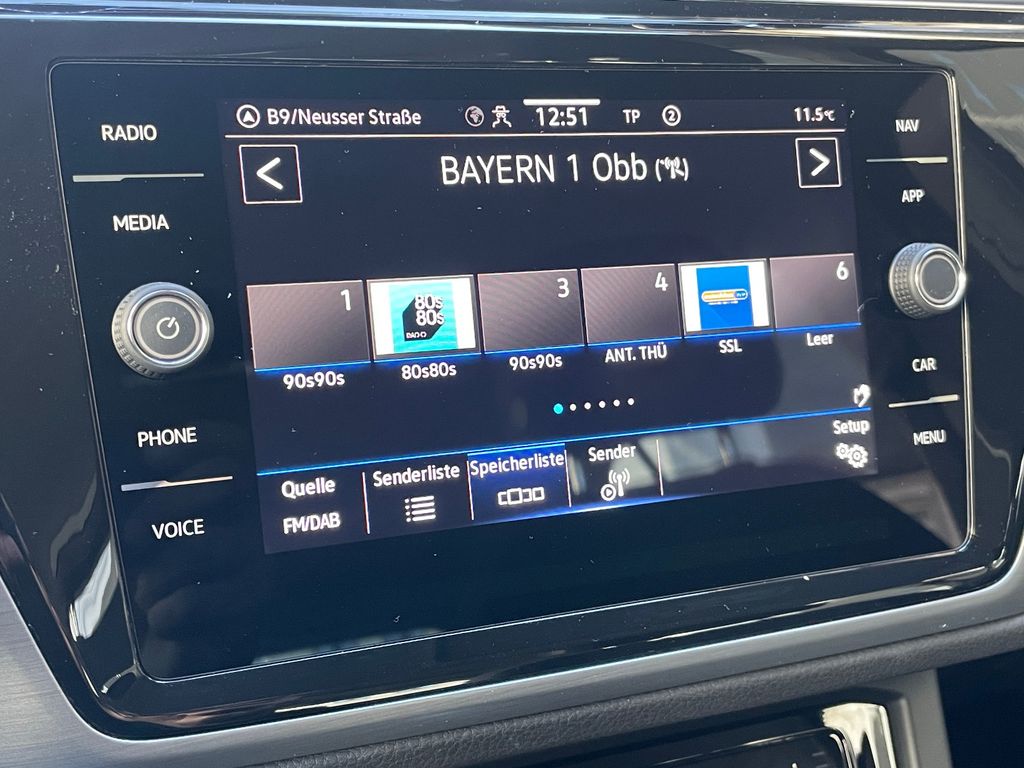 RADIO
MEDIA
PHONE
VOICE
B9/Neusser Straße
12:51
TP
2
11.5°C
BAYERN 1 Obb
1
3
4
6
80s
80s
90s90s
80s80s
90s90s
ANT. THÜ
SSL
Leer
Quelle
FM/DAB
Senderliste
Speicherliste
Sender
Setup
NAV
APP
CAR
MENU